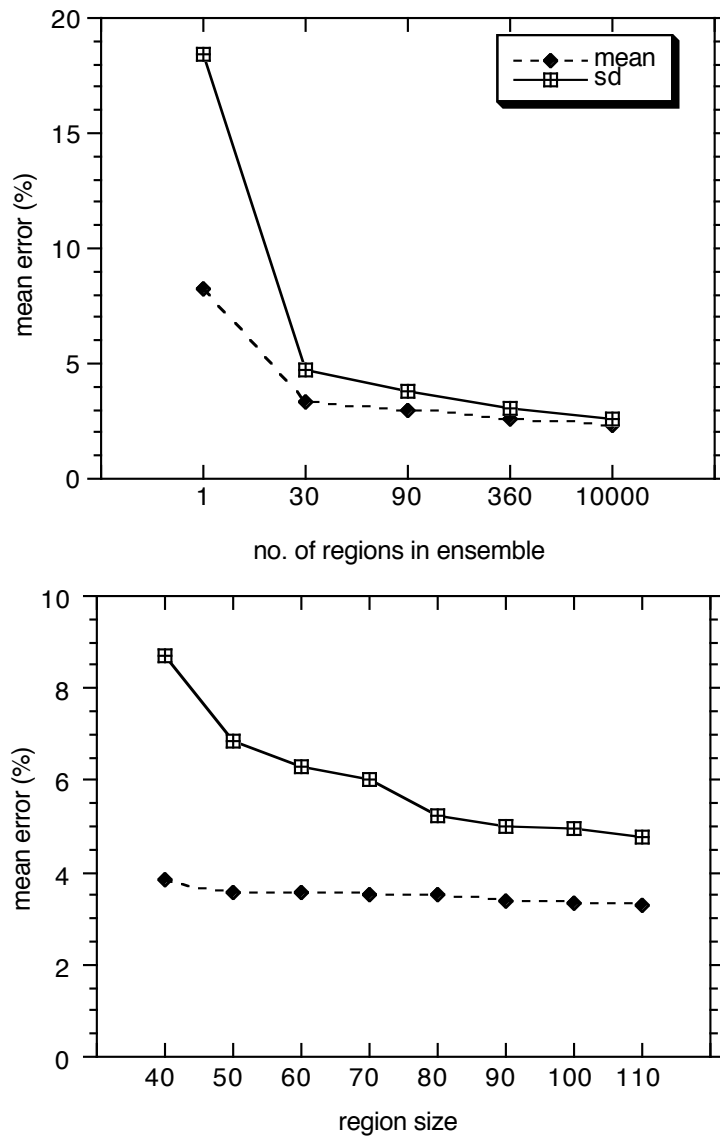 20
15
10
5
0
mean error (%)
mean
sd
1 30 90 360 10000
no. of regions in ensemble
10
8
6
4
2
0
mean error (%)
40 50 60 70 80 90 100 110
region size